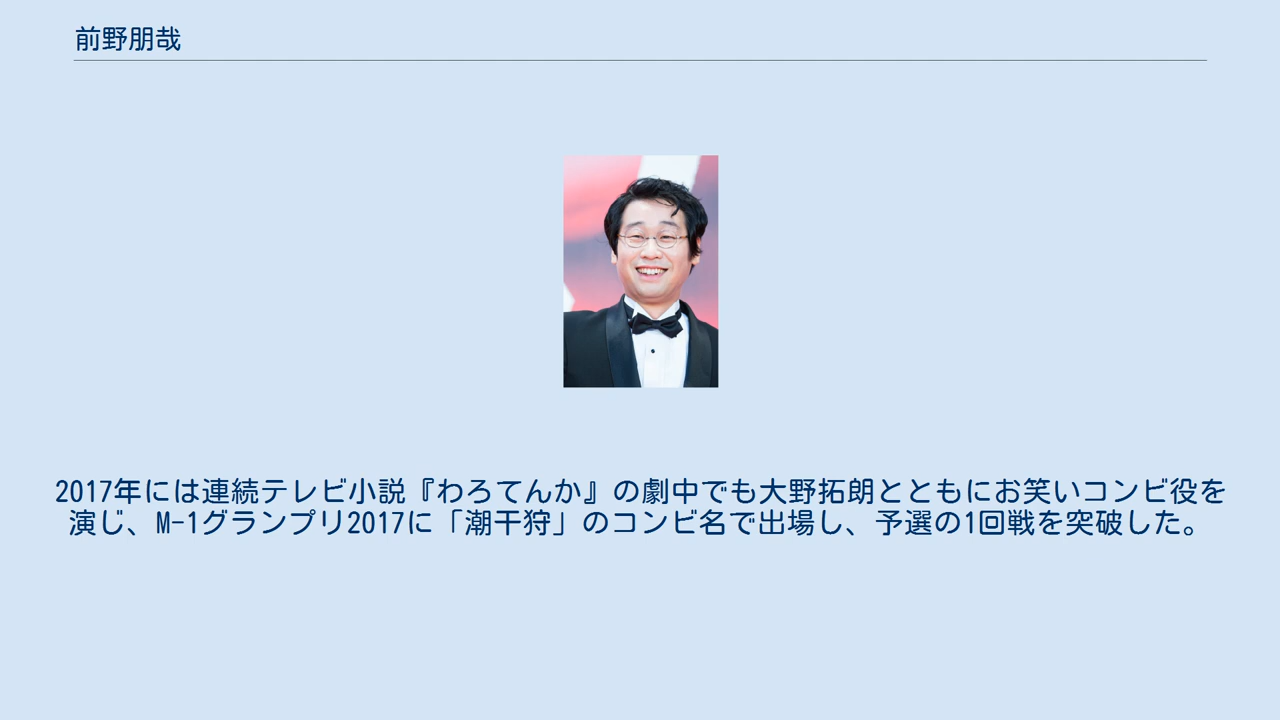 前野朋哉
2017年には連続テレビ小説『わろてんか』の劇中でも大野拓朗とともにお笑いコンビ役を
演じ、M-1グランプリ2017に「潮干狩」のコンビ名で出場し、予選の1回戦を突破した。